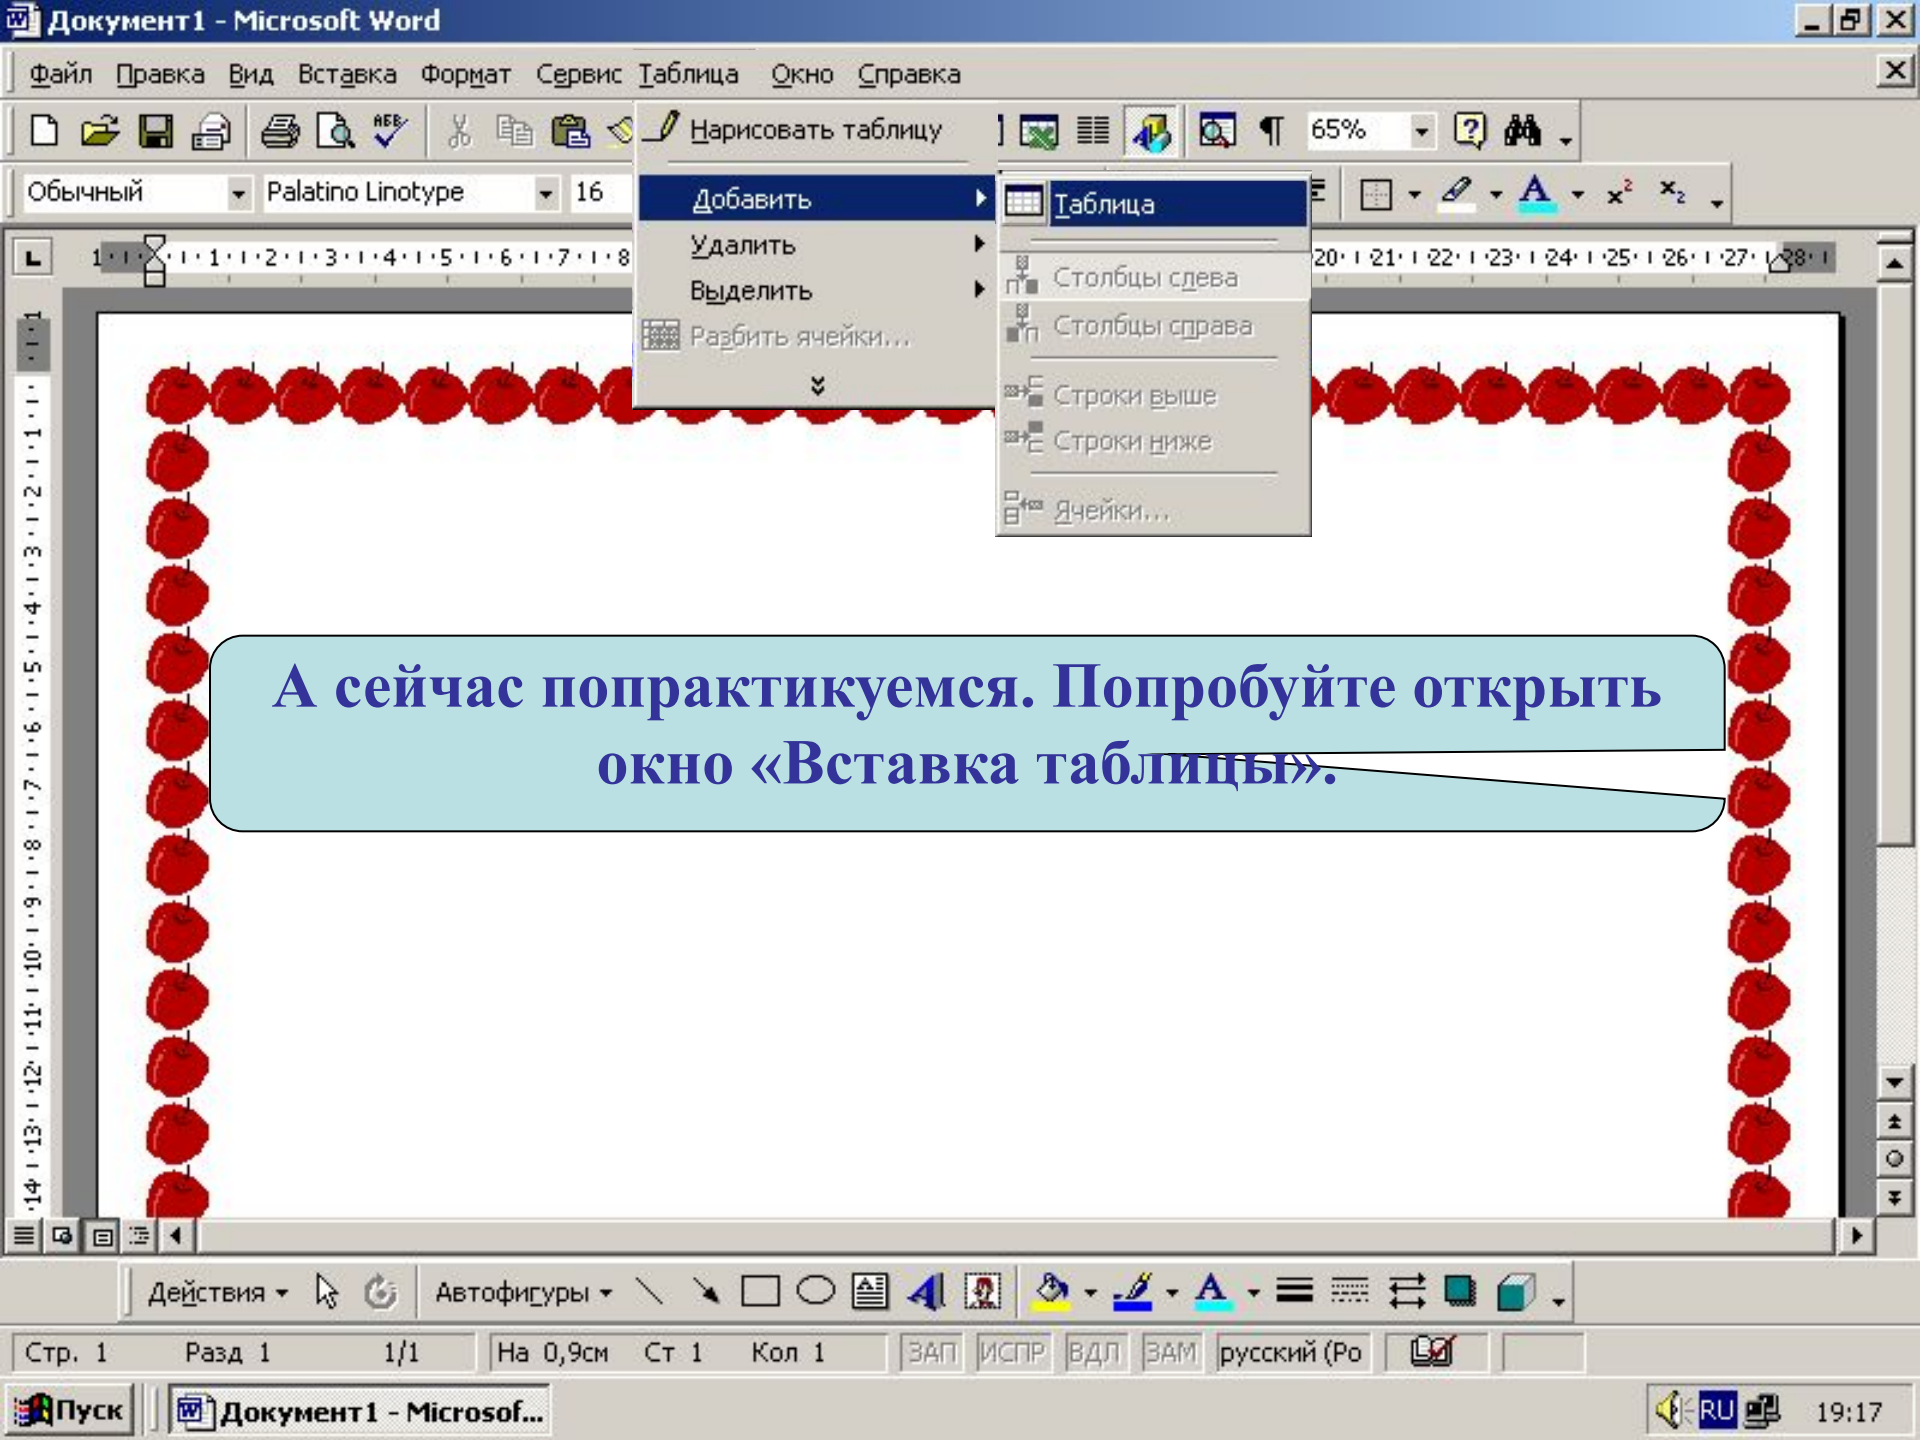 Документ1 - Microsoft Word
Файл Правка Вид Вставка Формат Сервис Таблица Окно Справка
Нарисовать таблицу
65%
Обычный Palatino Linotype 16
Добавить
Таблица
Удалить
Столбцы слева
Выделить
Столбцы справа
Разбить ячейки...
Строки выше
Строки ниже
Ячейки...
А сейчас попрактикуемся. Попробуйте открыть
окно «Вставка таблицы».
Действия Автофигуры
Стр. 1 Разд 1 1/1 На 0,9см Ст 1 Кол 1 ЗАП ИСПР ВДЛ ЗАМ русский (Ро
Пуск Документ1 - Microsof... RU 19:17